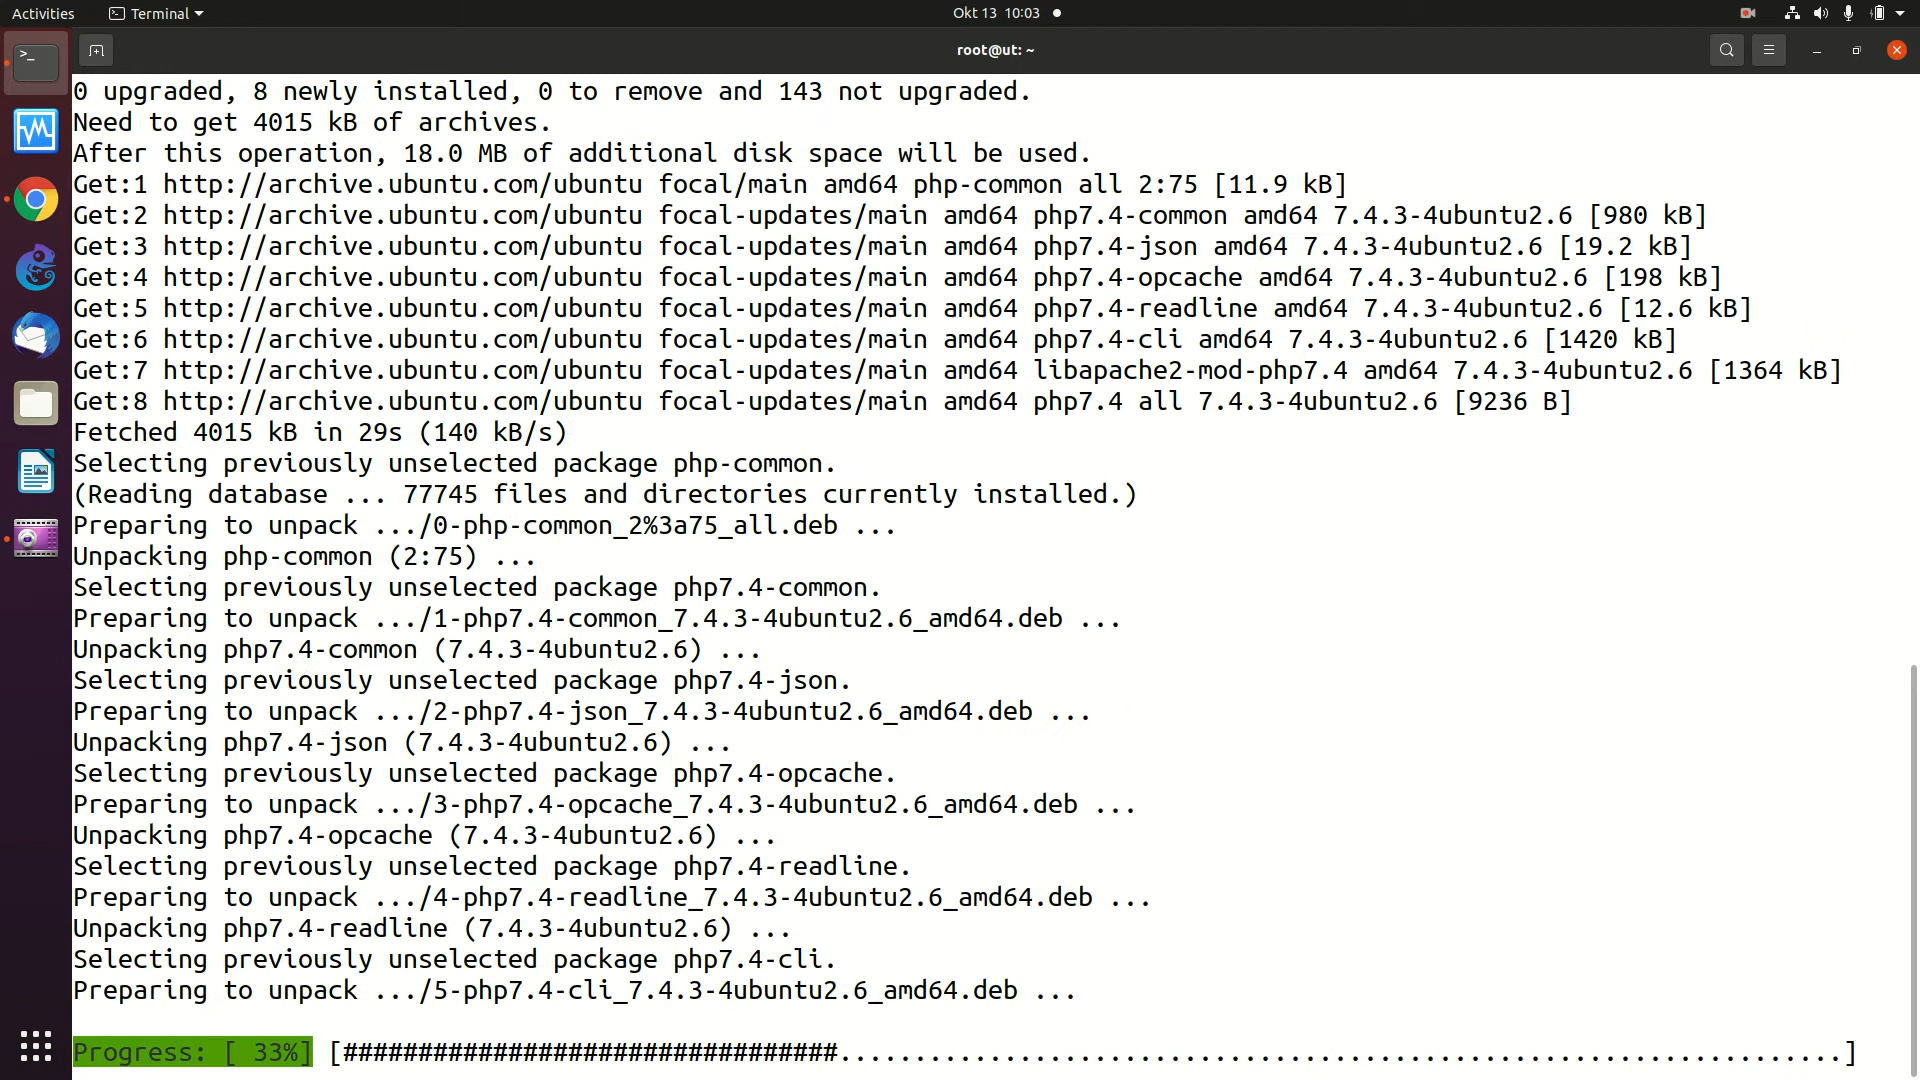 Activities
Terminal
Okt 13 10:03
root@ut: ~
0 upgraded, 8 newly installed, 0 to remove and 143 not upgraded.
Need to get 4015 kB of archives.
After this operation, 18.0 MB of additional disk space will be used.
Get:1 http://archive.ubuntu.com/ubuntu focal/main amd64 php-common all 2:75 [11.9 kB]
Get:2 http://archive.ubuntu.com/ubuntu focal-updates/main amd64 php7.4-common amd64 7.4.3-4ubuntu2.6 [980 kB]
Get:3 http://archive.ubuntu.com/ubuntu focal-updates/main amd64 php7.4-json amd64 7.4.3-4ubuntu2.6 [19.2 kB]
Get:4 http://archive.ubuntu.com/ubuntu focal-updates/main amd64 php7.4-opcache amd64 7.4.3-4ubuntu2.6 [198 kB]
Get:5 http://archive.ubuntu.com/ubuntu focal-updates/main amd64 php7.4-readline amd64 7.4.3-4ubuntu2.6 [12.6 kB]
Get:6 http://archive.ubuntu.com/ubuntu focal-updates/main amd64 php7.4-cli amd64 7.4.3-4ubuntu2.6 [1420 kB]
Get:7 http://archive.ubuntu.com/ubuntu focal-updates/main amd64 libapache2-mod-php7.4 amd64 7.4.3-4ubuntu2.6 [1364 kB]
Get:8 http://archive.ubuntu.com/ubuntu focal-updates/main amd64 php7.4 all 7.4.3-4ubuntu2.6 [9236 B]
Fetched 4015 kB in 29s (140 kB/s)
Selecting previously unselected package php-common.
(Reading database ... 77745 files and directories currently installed.)
Preparing to unpack .../0-php-common_2%3a75_all.deb ...
Unpacking php-common (2:75) ...
Selecting previously unselected package php7.4-common.
Preparing to unpack .../1-php7.4-common_7.4.3-4ubuntu2.6_amd64.deb ...
Unpacking php7.4-common (7.4.3-4ubuntu2.6) ...
Selecting previously unselected package php7.4-json.
Preparing to unpack .../2-php7.4-json_7.4.3-4ubuntu2.6_amd64.deb ...
Unpacking php7.4-json (7.4.3-4ubuntu2.6) ...
Selecting previously unselected package php7.4-opcache.
Preparing to unpack .../3-php7.4-opcache_7.4.3-4ubuntu2.6_amd64.deb ...
Unpacking php7.4-opcache (7.4.3-4ubuntu2.6) ...
Selecting previously unselected package php7.4-readline.
Preparing to unpack .../4-php7.4-readline_7.4.3-4ubuntu2.6_amd64.deb ...
Unpacking php7.4-readline (7.4.3-4ubuntu2.6) ...
Selecting previously unselected package php7.4-cli.
Preparing to unpack .../5-php7.4-cli_7.4.3-4ubuntu2.6_amd64.deb ...
Progress: [ 33%] [#################################...................................................................]